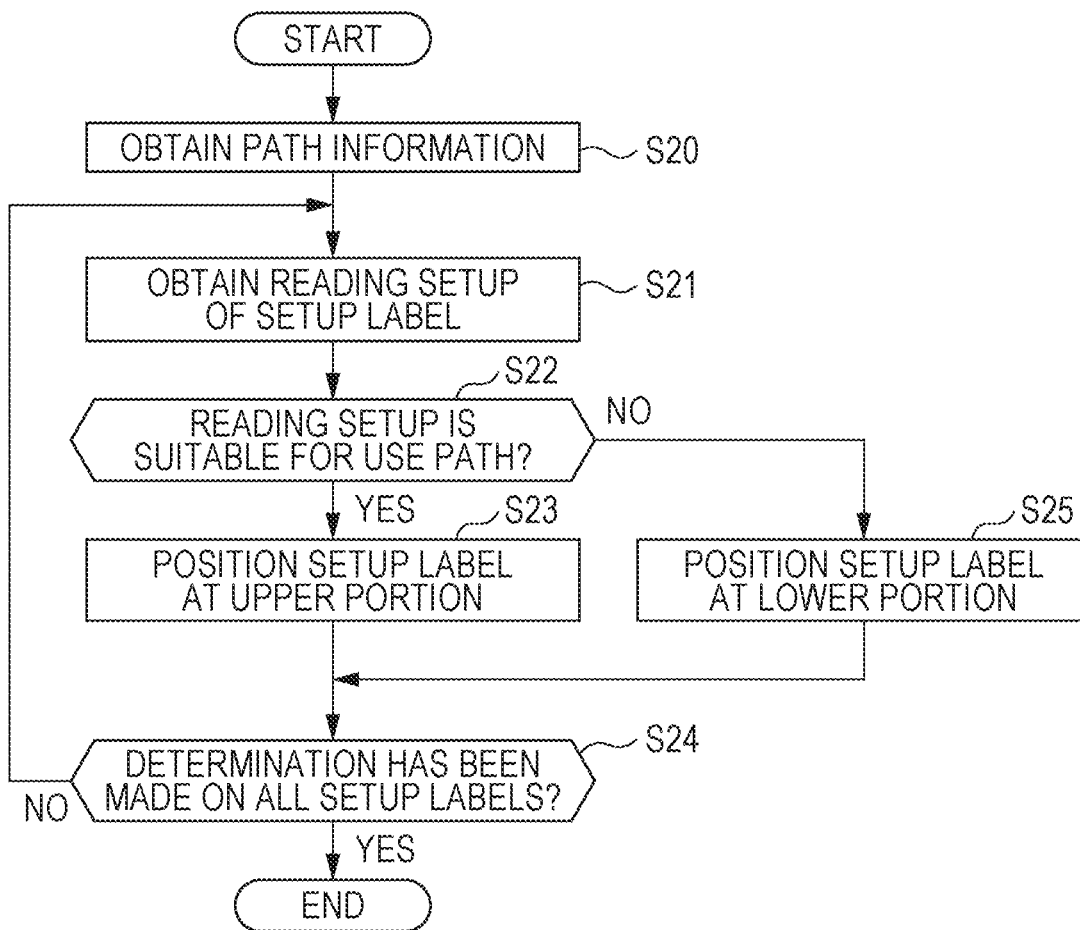 START
OBTAIN PATH INFORMATION
S20
OBTAIN READING SETUP
OF SETUP LABEL
S21
S22
READING SETUP IS
SUITABLE FOR USE PATH?
NO
YES
S23
POSITION SETUP LABEL
AT UPPER PORTION
S25
POSITION SETUP LABEL
AT LOWER PORTION
S24
DETERMINATION HAS BEEN
MADE ON ALL SETUP LABELS?
NO
YES
END